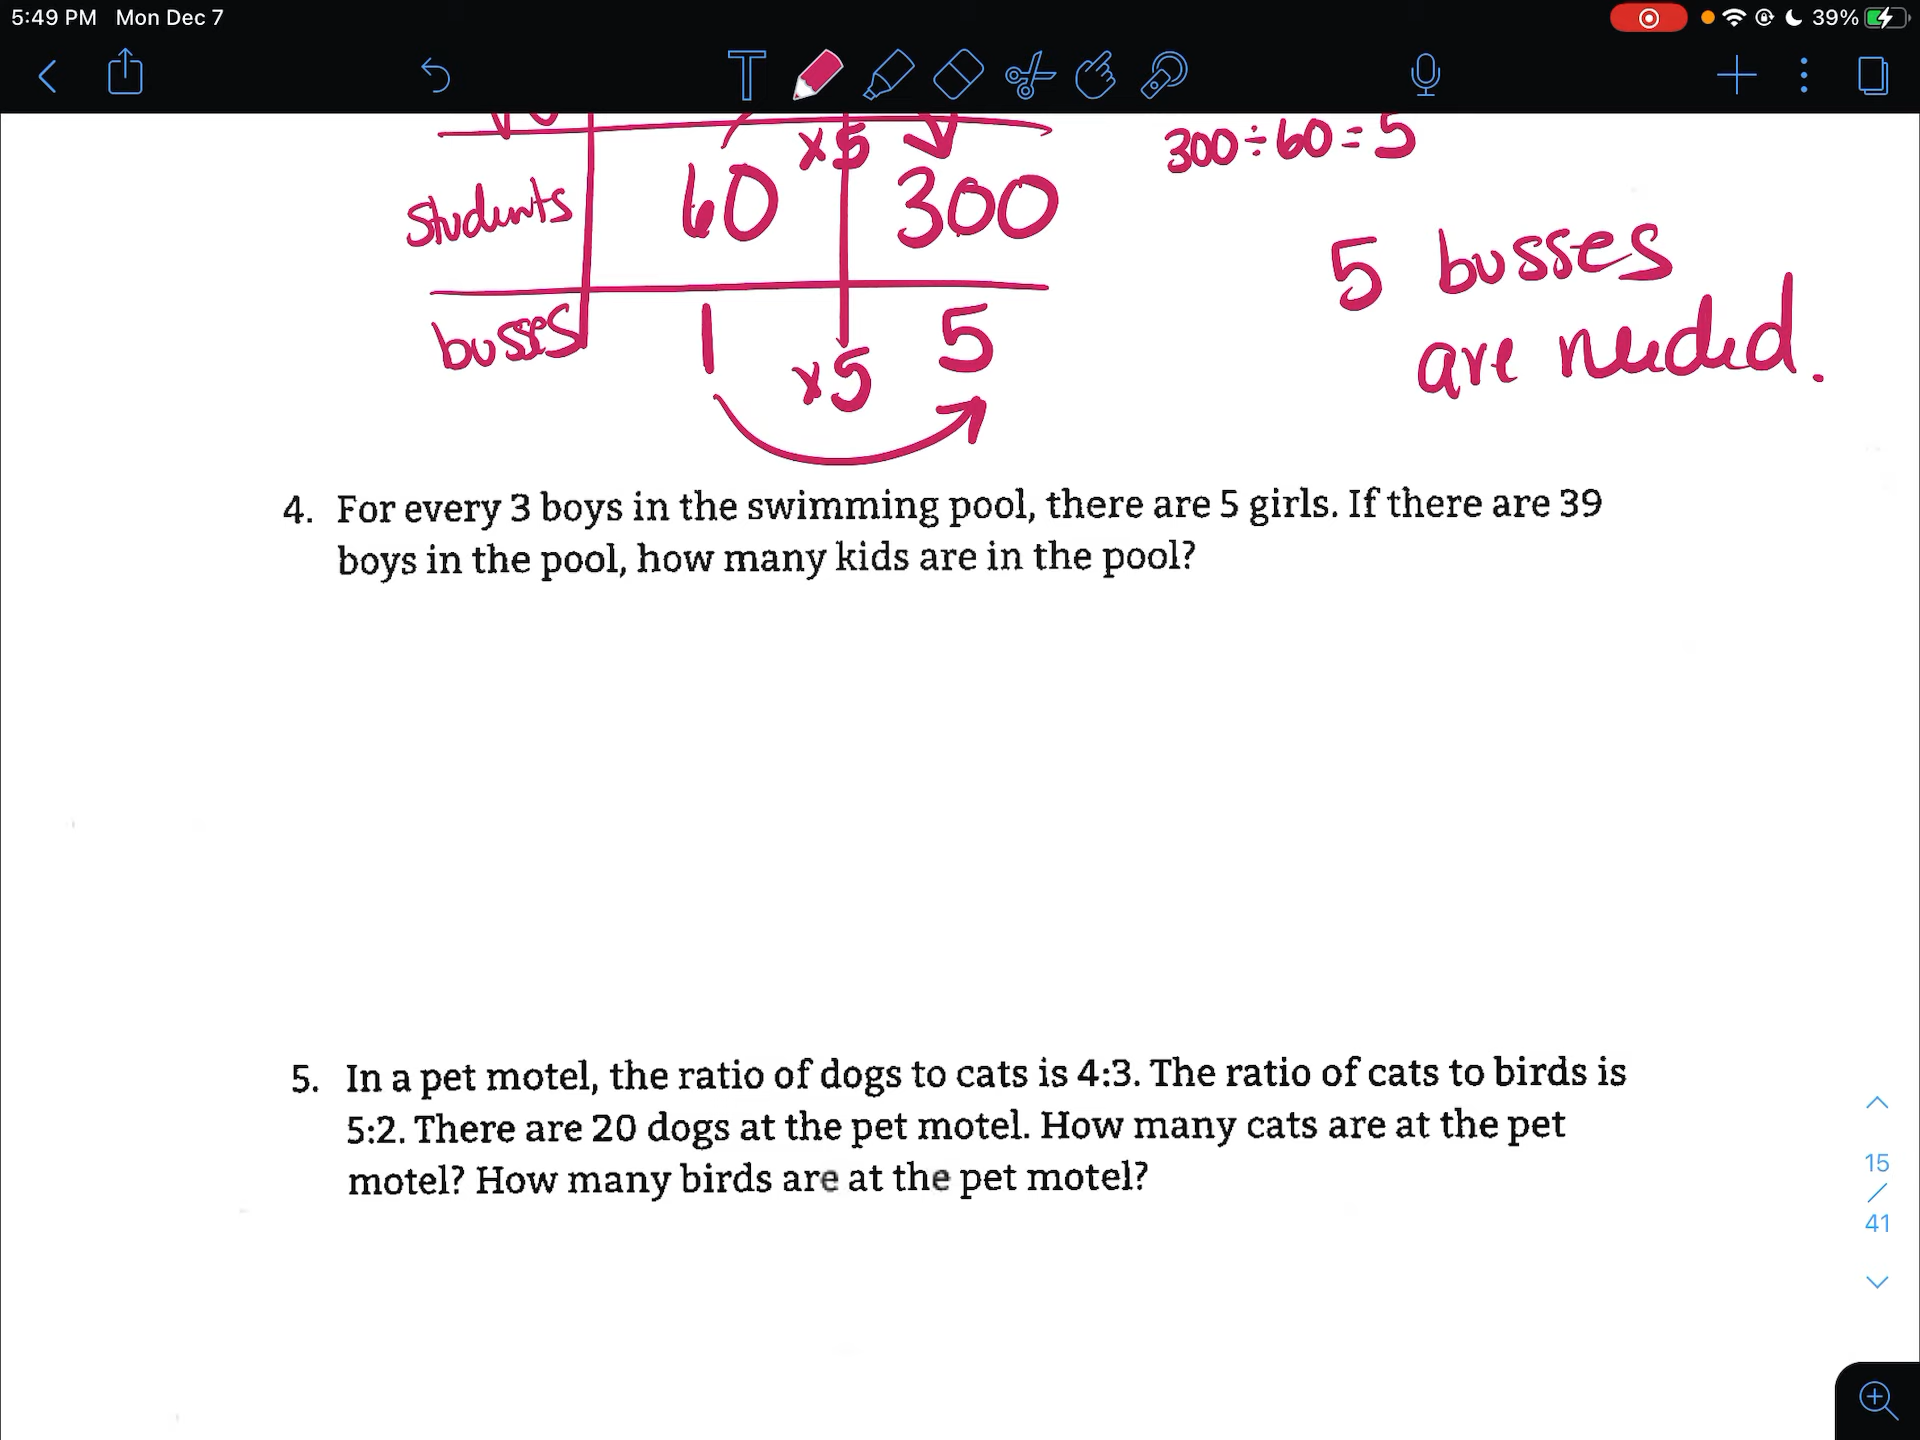 5:49 PM Mon Dec 7
39%
300÷60=5
x5
students 60 300
5 busses
are needed.
busses 1 5
x5
4. For every 3 boys in the swimming pool, there are 5 girls. If there are 39
boys in the pool, how many kids are in the pool?
5. In a pet motel, the ratio of dogs to cats is 4:3. The ratio of cats to birds is
5:2. There are 20 dogs at the pet motel. How many cats are at the pet
motel? How many birds are at the pet motel?
15
/
41